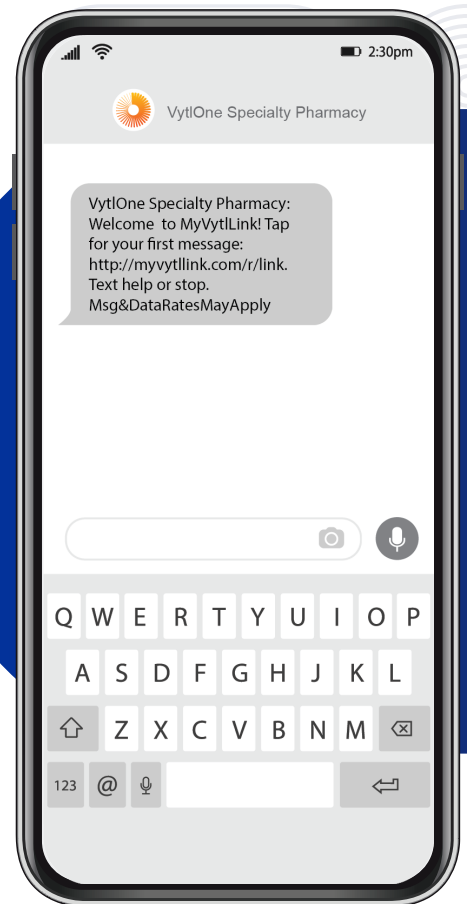 2:30pm
VytlOne Specialty Pharmacy
VytlOne Specialty Pharmacy:
Welcome  to MyVytlLink! Tap
for your first message:
http://myvytllink.com/r/link.
Text help or stop.
Msg&DataRatesMayApply
Q W E R T Y U I O P
A S D F G H J K L
Z X C V B N M
123 @